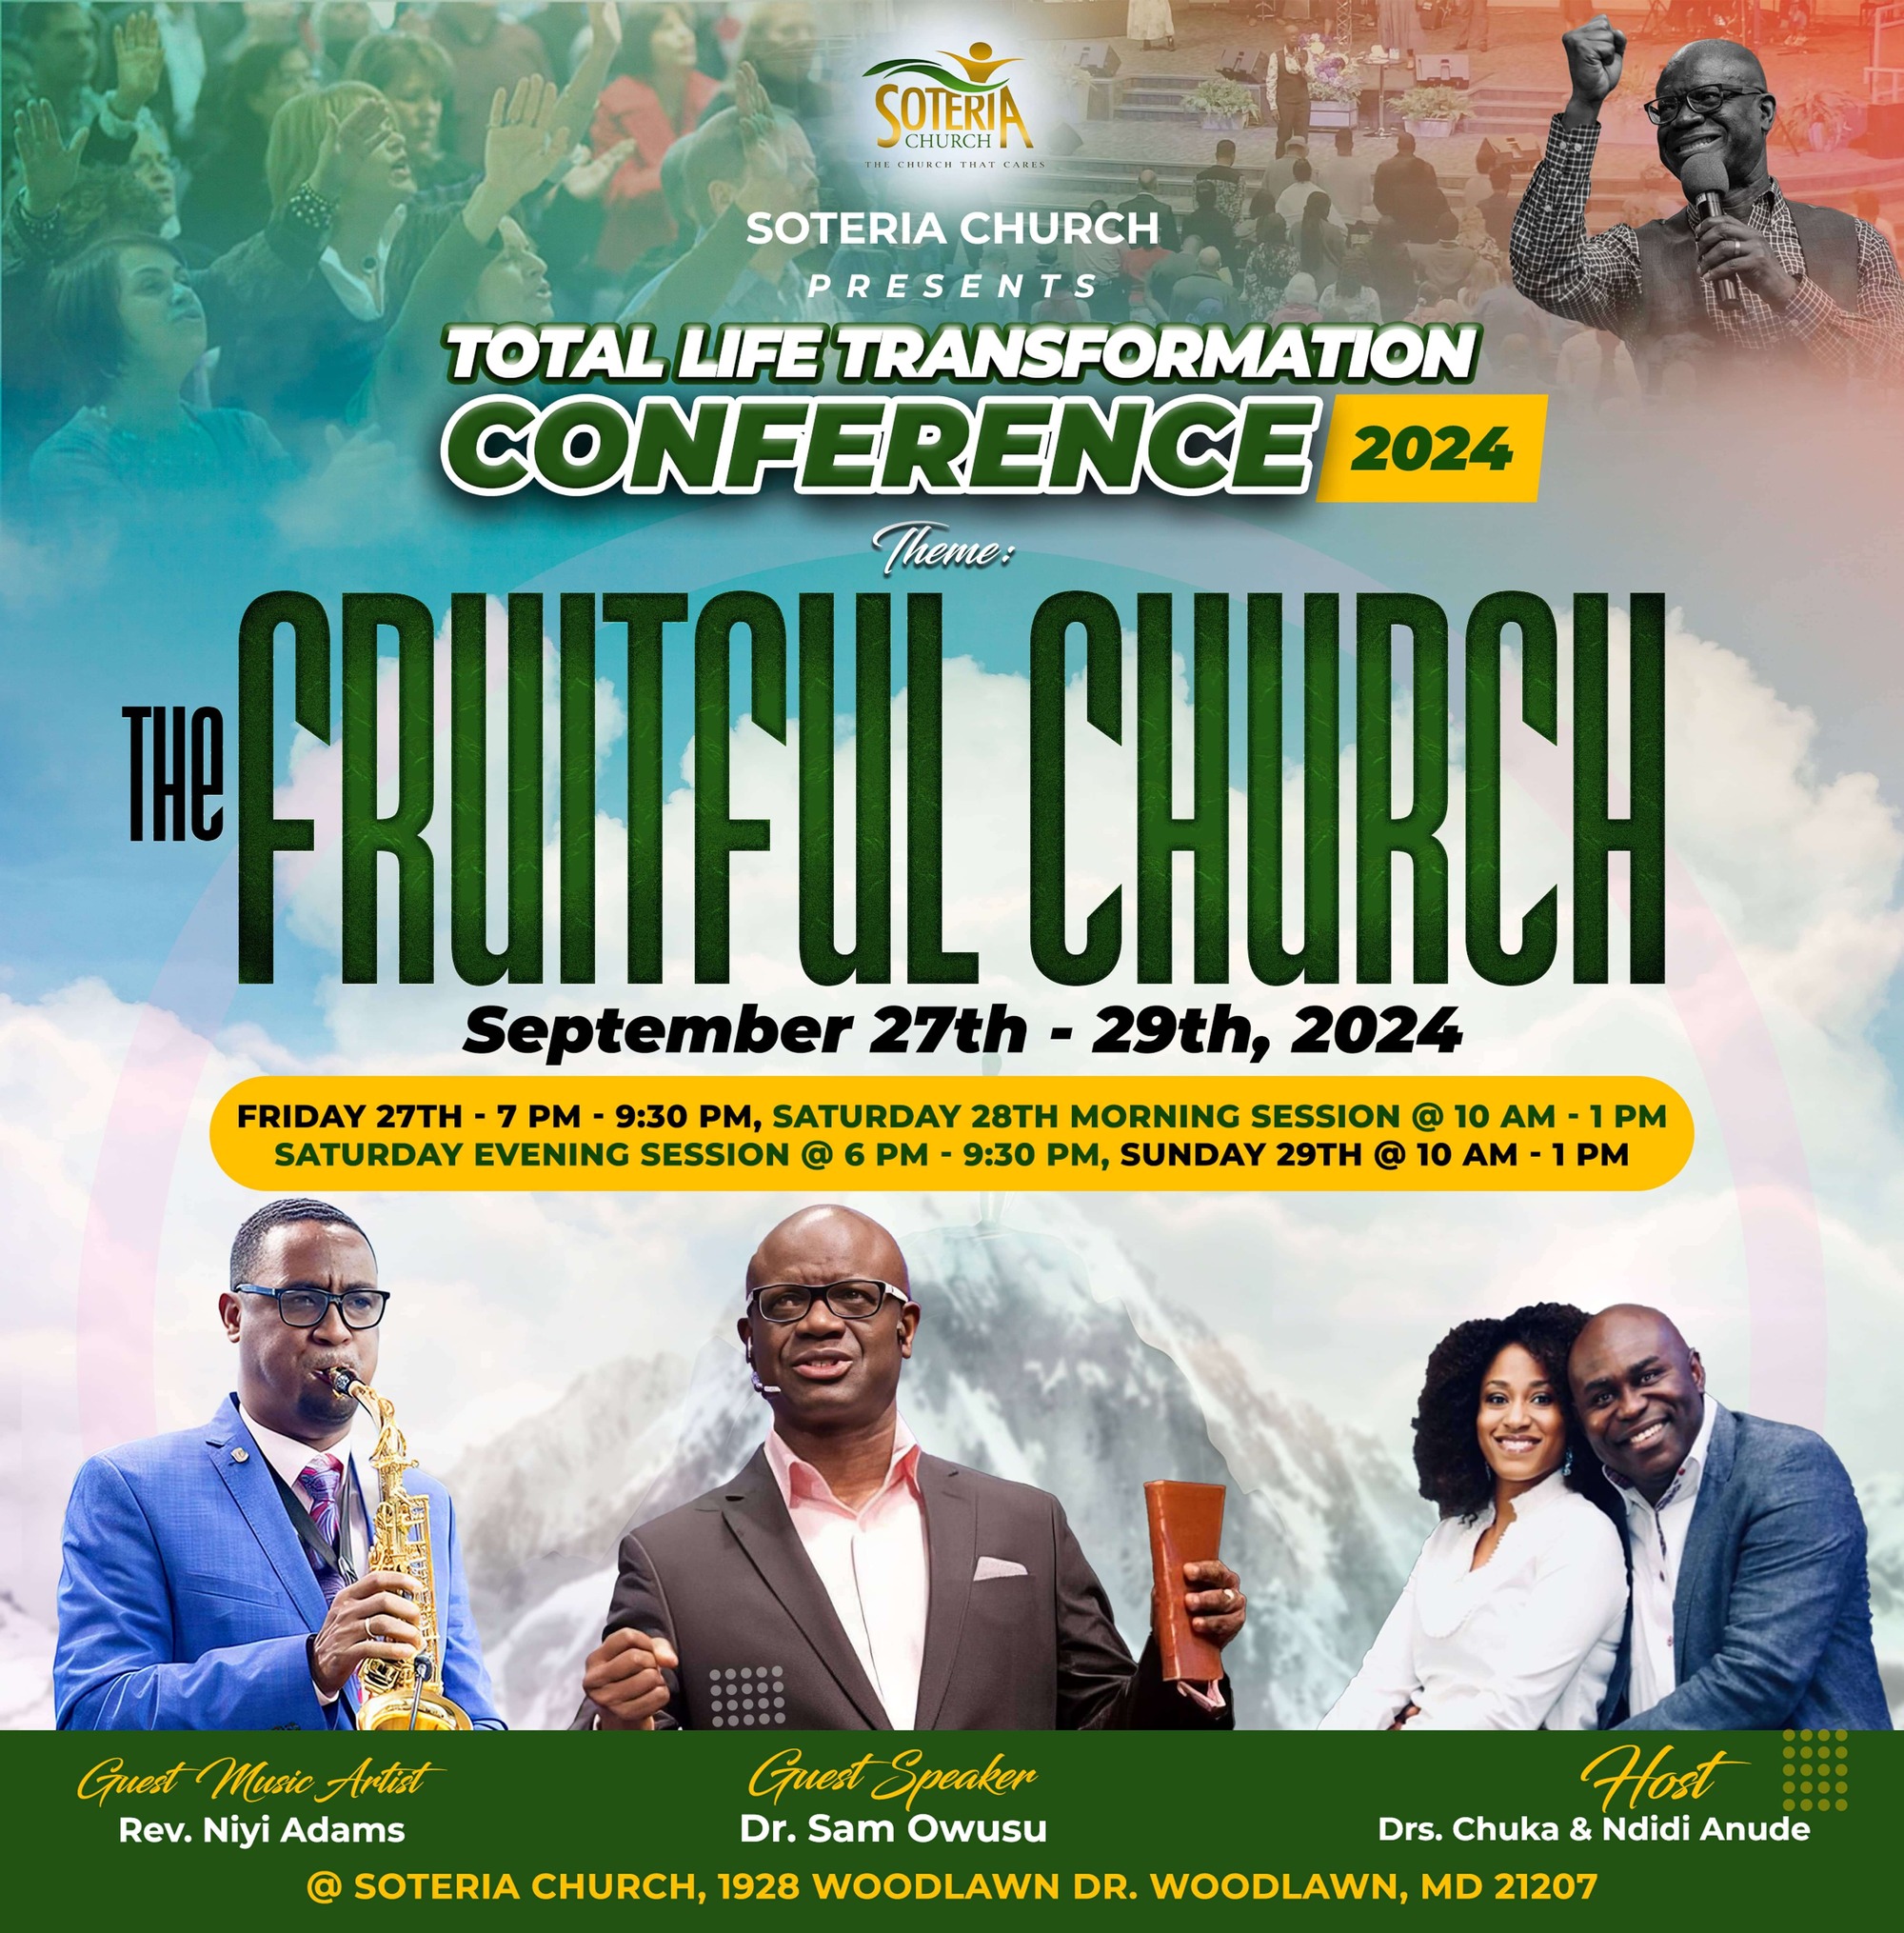 SOTERIA
CHURCH
THE CHURCH THAT CARES
SOTERIA CHURCH
PRESENTS
TOTAL LIFE TRANSFORMATION
CONFERENCE 2024
Theme:
THe FRUITFUL CHURCH
September 27th - 29th, 2024
FRIDAY 27TH - 7 PM - 9:30 PM, SATURDAY 28TH MORNING SESSION @ 10 AM - 1 PM
SATURDAY EVENING SESSION @ 6 PM - 9:30 PM, SUNDAY 29TH @ 10 AM - 1 PM
Guest Music Artist
Rev. Niyi Adams
Guest Speaker
Dr. Sam Owusu
Host
Drs. Chuka & Ndidi Anude
@ SOTERIA CHURCH, 1928 WOODLAWN DR. WOODLAWN, MD 21207